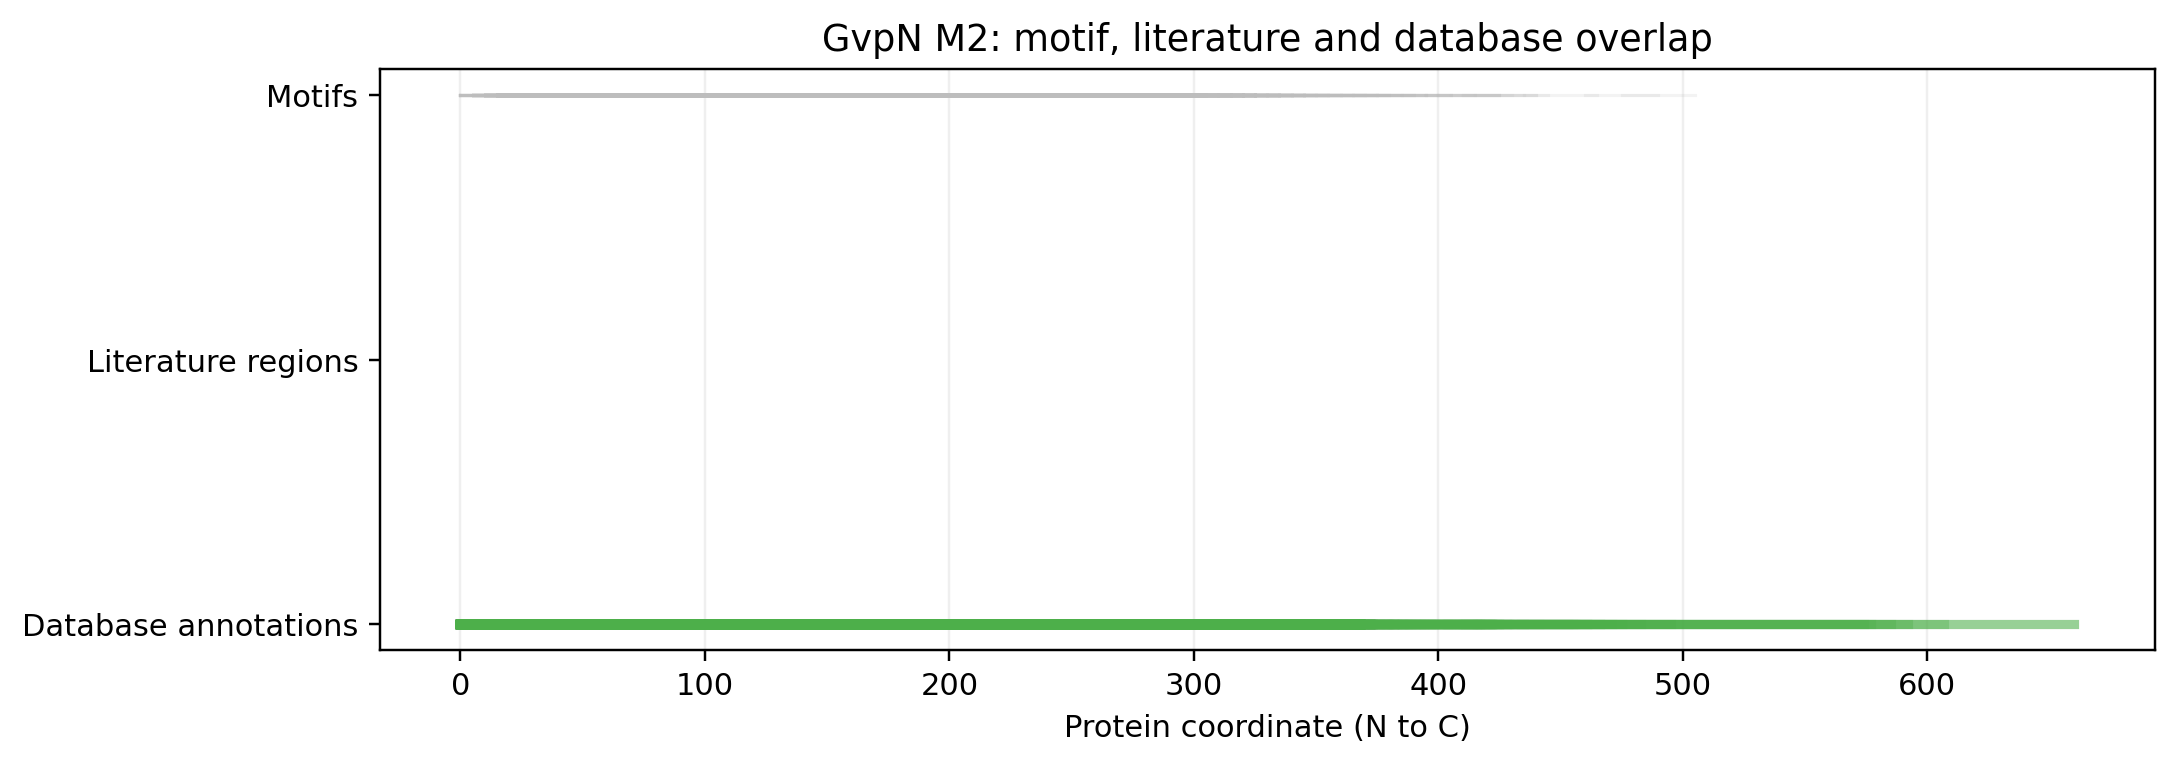 GvpN M2: motif, literature and database overlap
Motifs
Literature regions
Database annotations
0 100 200 300 400 500 600
Protein coordinate (N to C)